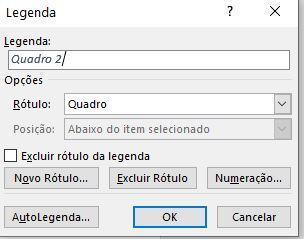 Legenda
Legenda:
Quadro 2
Opções
Rótulo: Quadro
Posição: Abaixo do item selecionado
Excluir rótulo da legenda
Novo Rótulo... Excluir Rótulo Numeração...
AutoLegenda... OK Cancelar